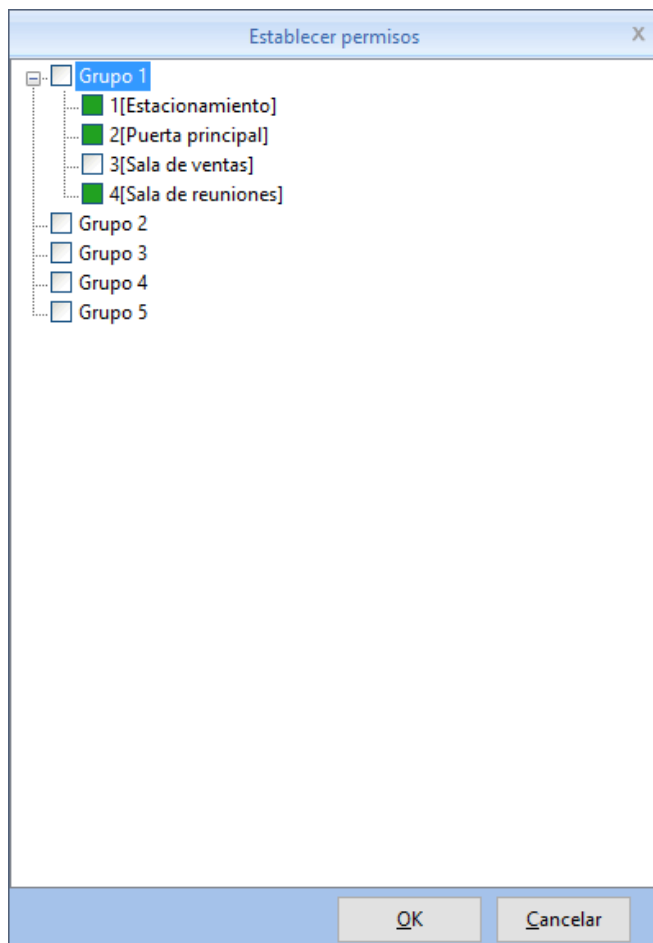 Establecer permisos X
Grupo 1
1[Estacionamiento]
2[Puerta principal]
3[Sala de ventas]
4[Sala de reuniones]
Grupo 2
Grupo 3
Grupo 4
Grupo 5
OK Cancelar